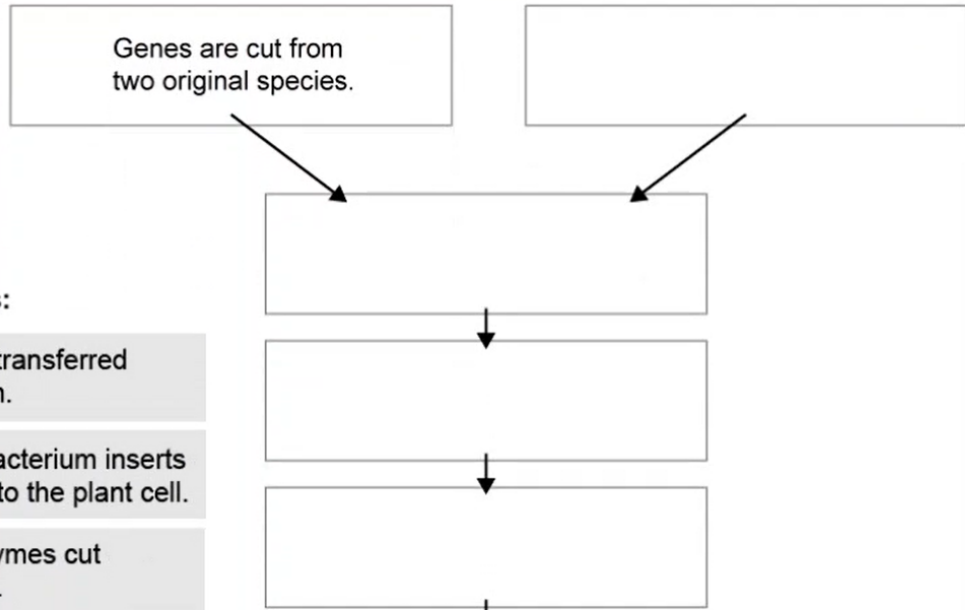 Genes are cut from
two original species.
:
transferred
.
acterium inserts
to the plant cell.
ymes cut